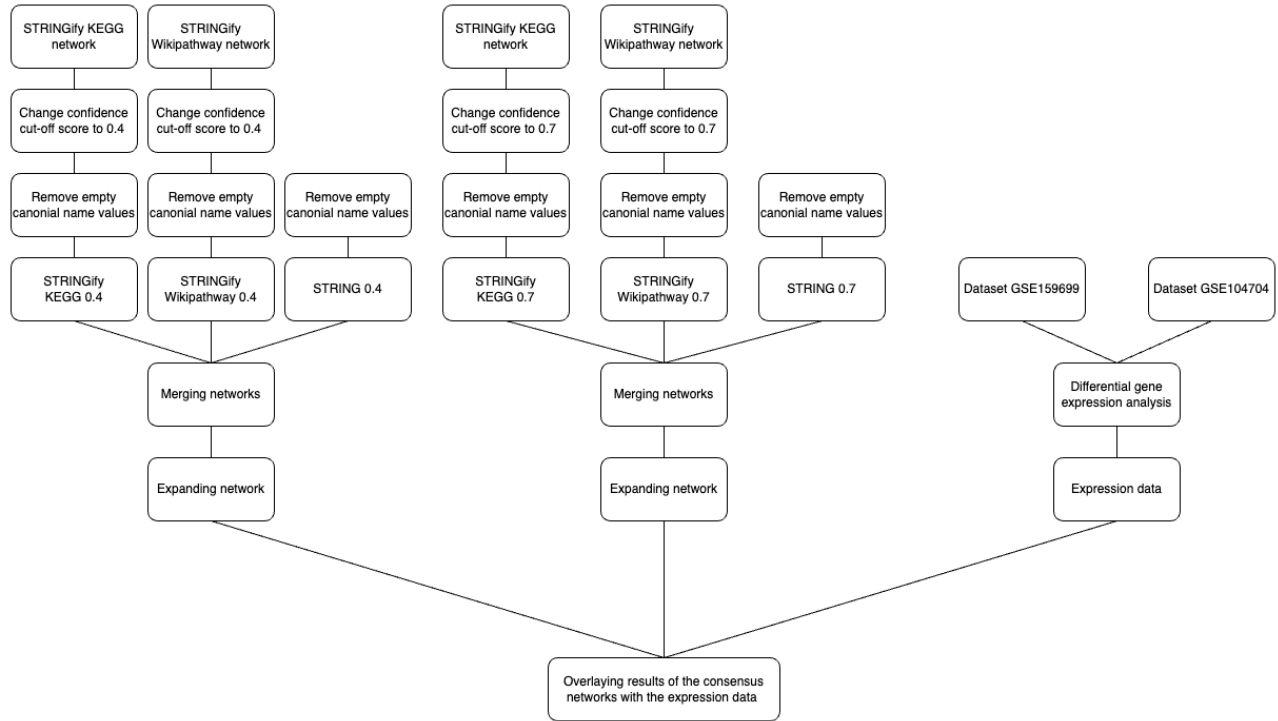 STRINGify KEGG
network
STRINGify
Wikipathway network
STRINGify KEGG
network
STRINGify
Wikipathway network
Change confidence
cut-off score to 0.4
Change confidence
cut-off score to 0.4
Change confidence
cut-off score to 0.7
Change confidence
cut-off score to 0.7
Remove empty
canonial name values
Remove empty
canonial name values
Remove empty
canonial name values
Remove empty
canonial name values
Remove empty
canonial name values
Remove empty
canonial name values
STRINGify
KEGG 0.4
STRINGify
Wikipathway 0.4
STRING 0.4
STRINGify
KEGG 0.7
STRINGify
Wikipathway 0.7
STRING 0.7
Dataset GSE159699
Dataset GSE104704
Merging networks
Merging networks
Differential gene
expression analysis
Expanding network
Expanding network
Expression data
Overlaying results of the consensus
networks with the expression data